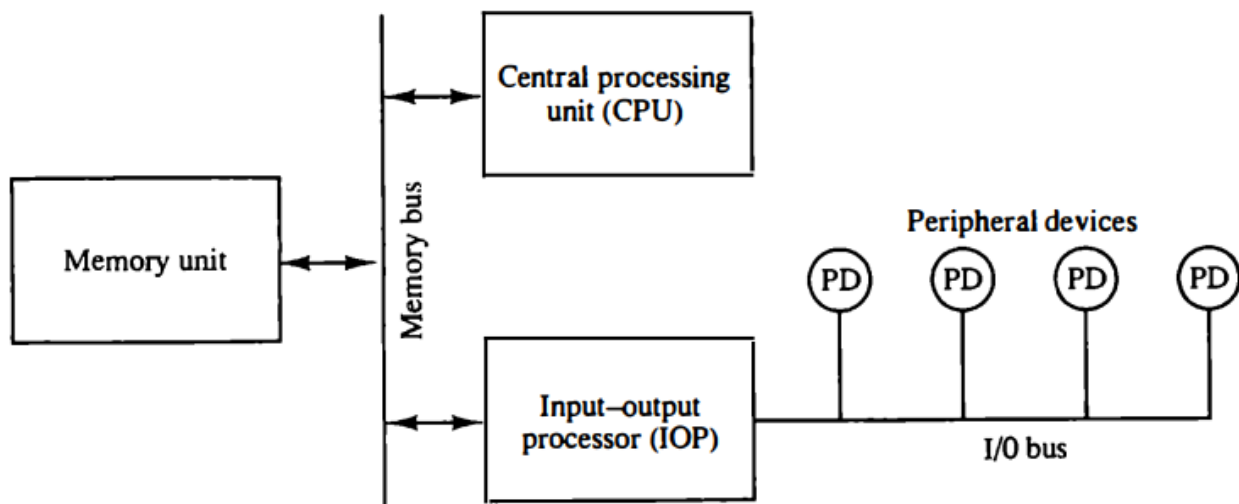 Central processing
unit (CPU)
Memory unit
Memory bus
Peripheral devices
PD
PD
PD
PD
Input–output
processor (IOP)
I/0 bus